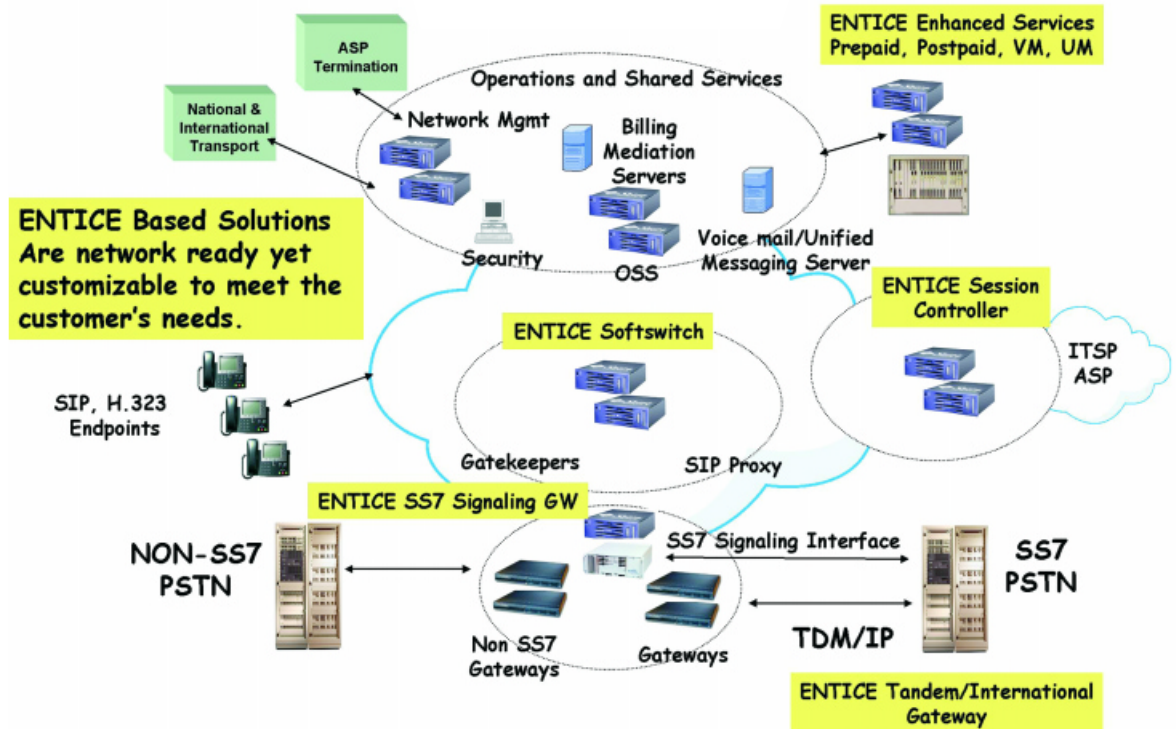 ASP
Termination
ENTICE Enhanced Services
Prepaid, Postpaid, VM, UM
Operations and Shared Services
National &
International
Transport
Network Mgmt
Billing
Mediation
Servers
ENTICE Based Solutions
Are network ready yet
customizable to meet the
customer's needs.
Security
OSS
Voice mail/Unified
Messaging Server
ENTICE Session
Controller
ENTICE Softswitch
ITSP
ASP
SIP, H.323
Endpoints
Gatekeepers
SIP Proxy
ENTICE SS7 Signaling GW
NON-SS7
PSTN
SS7 Signaling Interface
SS7
PSTN
TDM/IP
Non SS7
Gateways
Gateways
ENTICE Tandem/International
Gateway